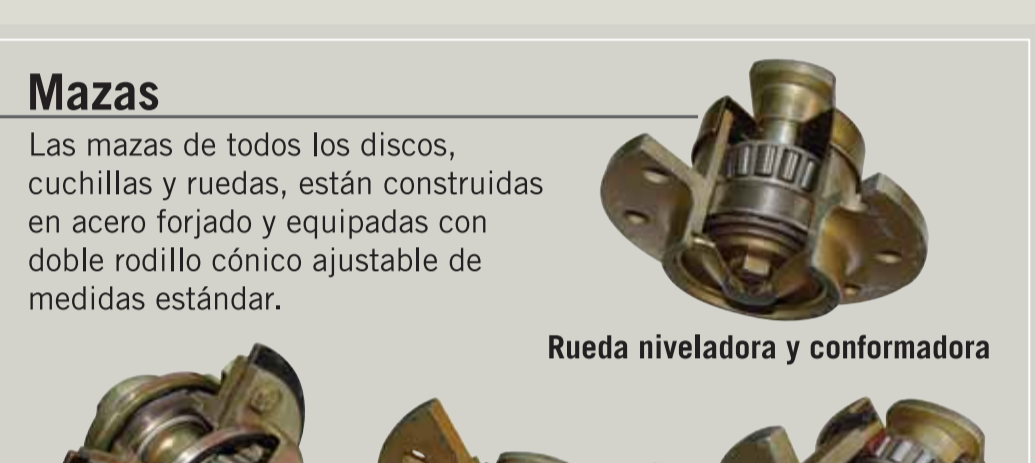 Mazas
Las mazas de todos los discos,
cuchillas y ruedas, están construidas
en acero forjado y equipadas con
doble rodillo cónico ajustable de
medidas estándar.
Rueda niveladora y conformadora